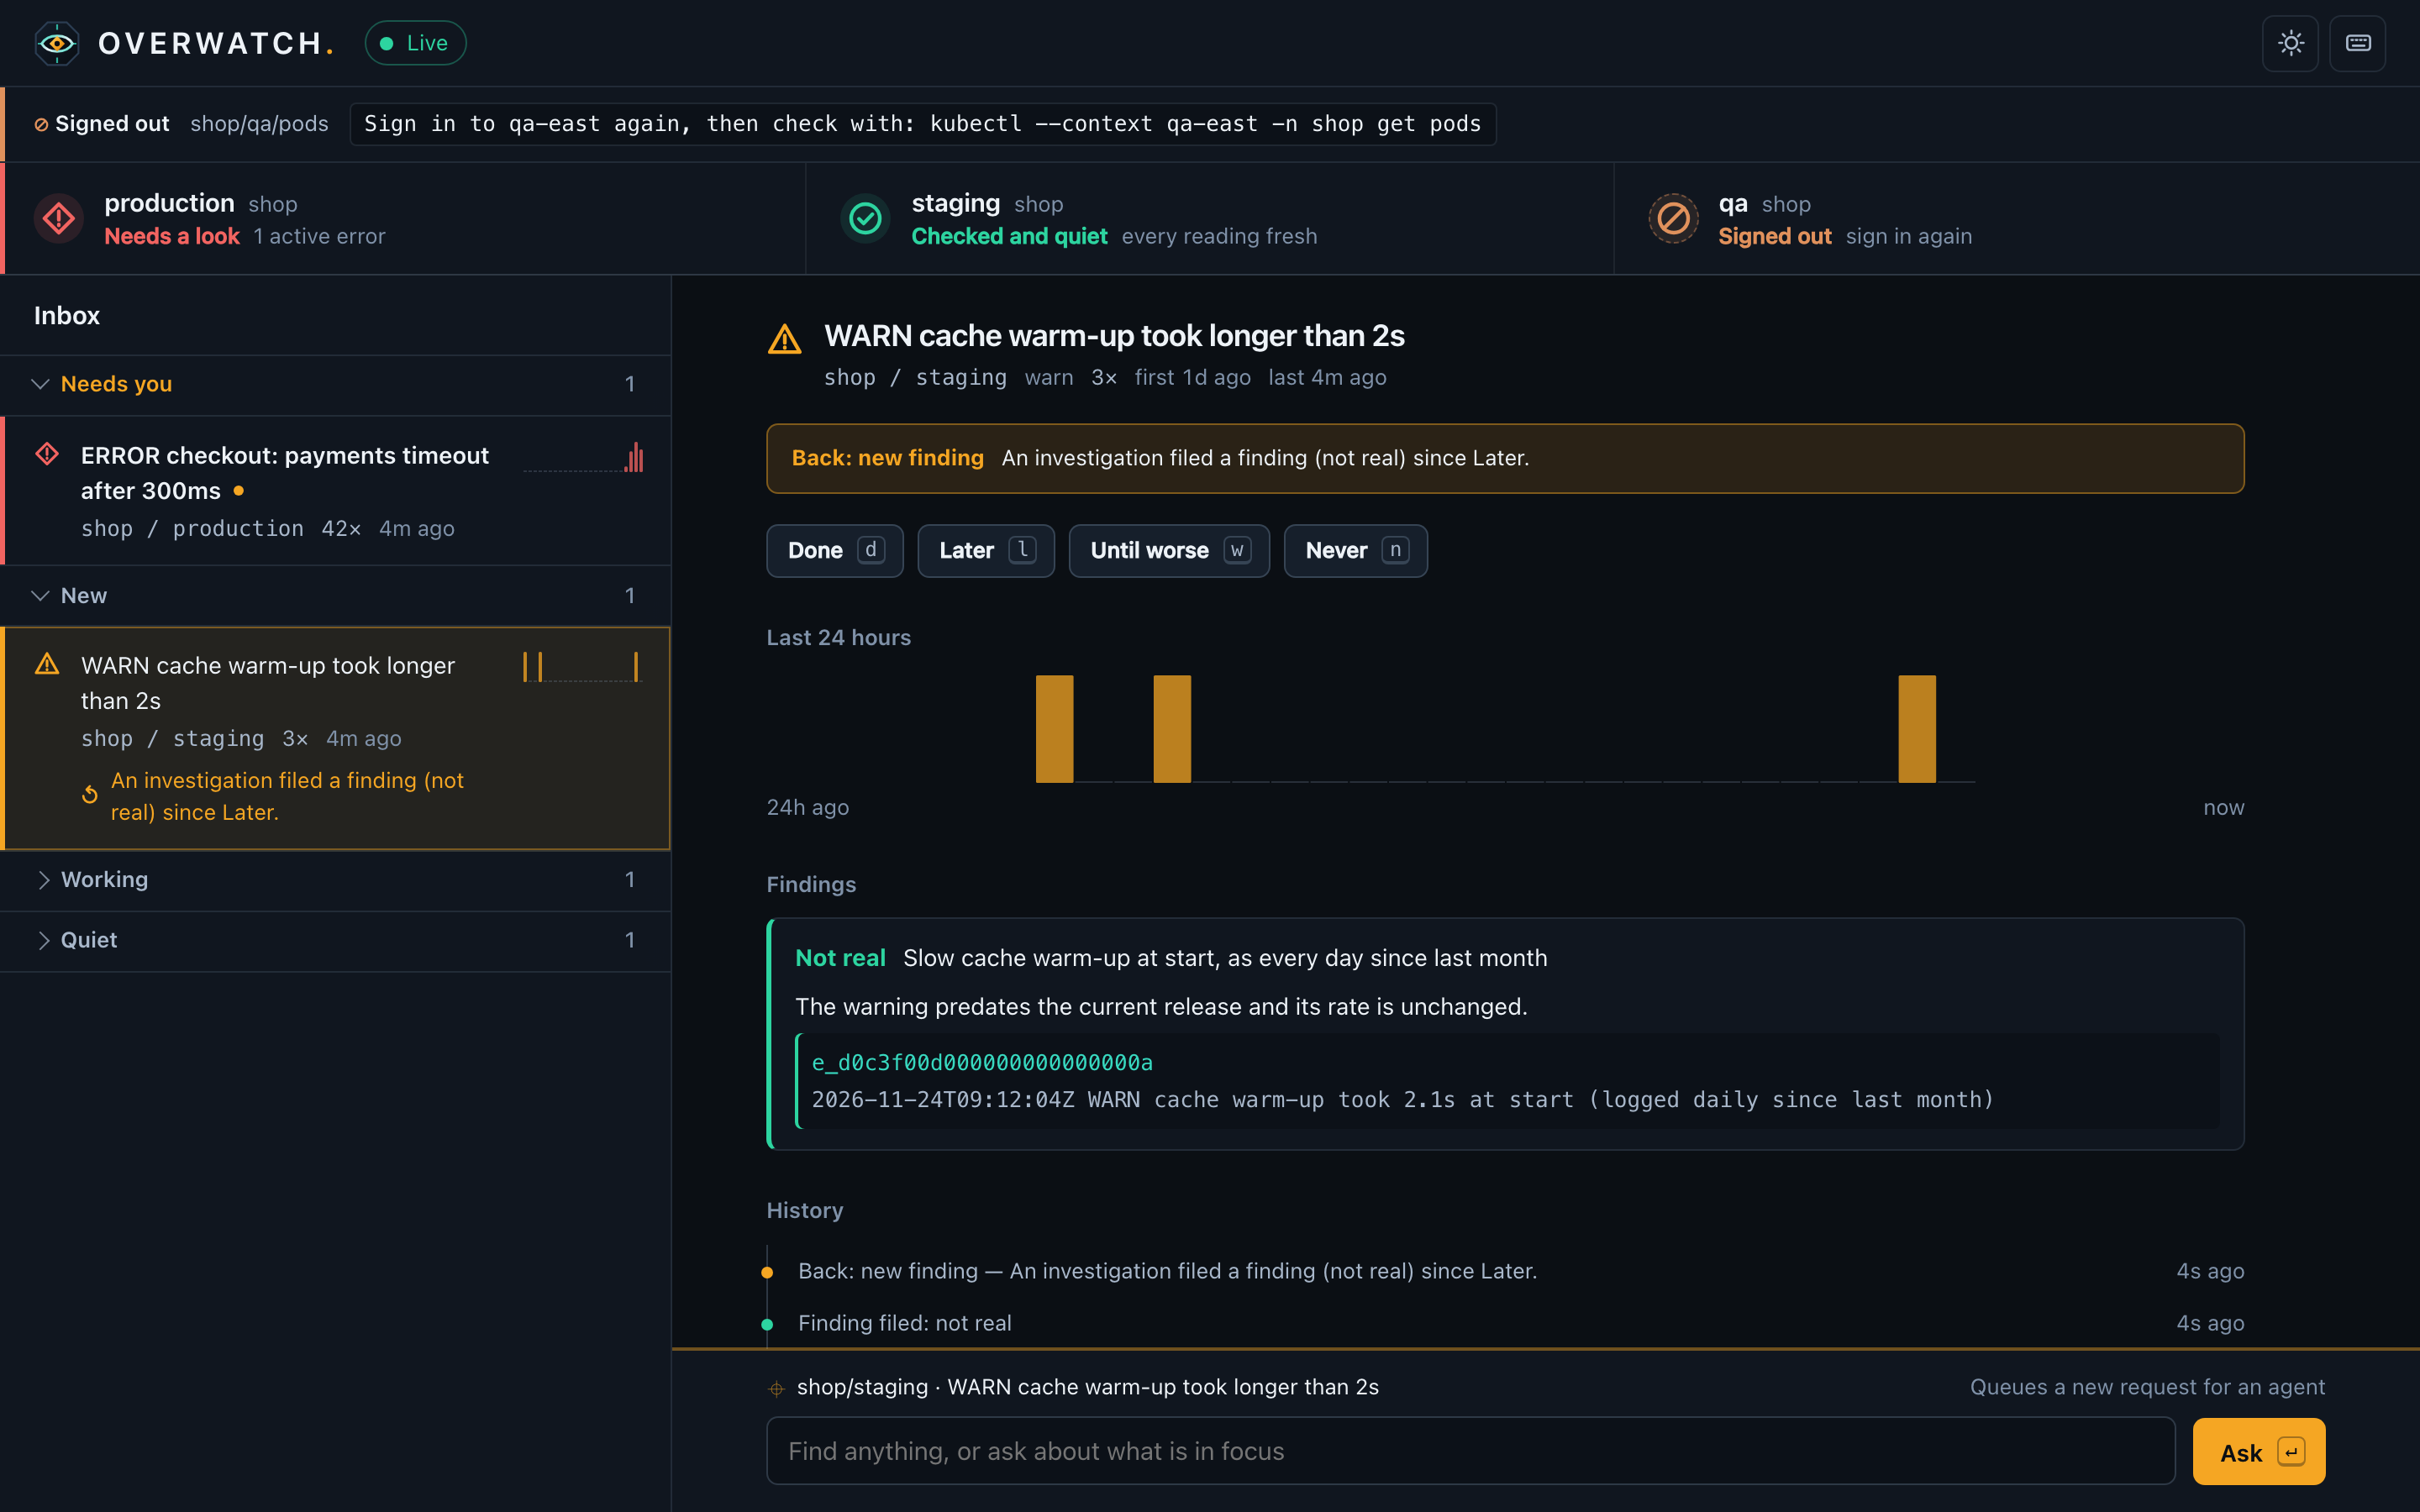 OVERWATCH.
Live
Signed out shop/qa/pods Sign in to qa-east again, then check with: kubectl --context qa-east -n shop get pods
production shop
Needs a look 1 active error
staging shop
Checked and quiet every reading fresh
qa shop
Signed out sign in again
Inbox
Needs you 1
ERROR checkout: payments timeout
after 300ms
shop / production 42× 4m ago
New 1
WARN cache warm-up took longer
than 2s
shop / staging 3× 4m ago
An investigation filed a finding (not
real) since Later.
Working 1
Quiet 1
WARN cache warm-up took longer than 2s
shop / staging warn 3× first 1d ago last 4m ago
Back: new finding An investigation filed a finding (not real) since Later.
Done d Later l Until worse w Never n
Last 24 hours
24h ago now
Findings
Not real Slow cache warm-up at start, as every day since last month
The warning predates the current release and its rate is unchanged.
e_d0c3f00d000000000000000a
2026-11-24T09:12:04Z WARN cache warm-up took 2.1s at start (logged daily since last month)
History
Back: new finding — An investigation filed a finding (not real) since Later. 4s ago
Finding filed: not real 4s ago
shop/staging · WARN cache warm-up took longer than 2s Queues a new request for an agent
Find anything, or ask about what is in focus Ask ↵